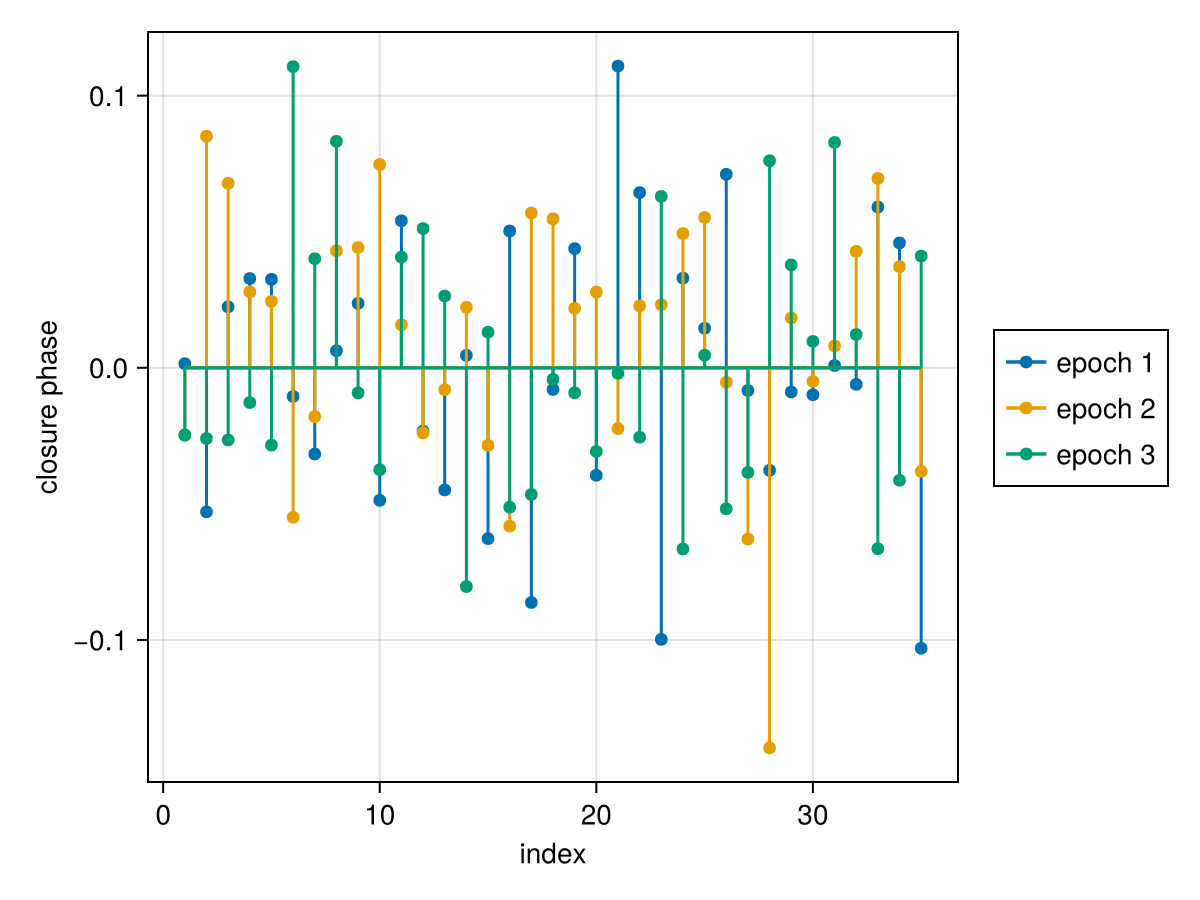 0.1
0.0
−0.1
closure phase
0
10
20
30
index
epoch 1
epoch 2
epoch 3